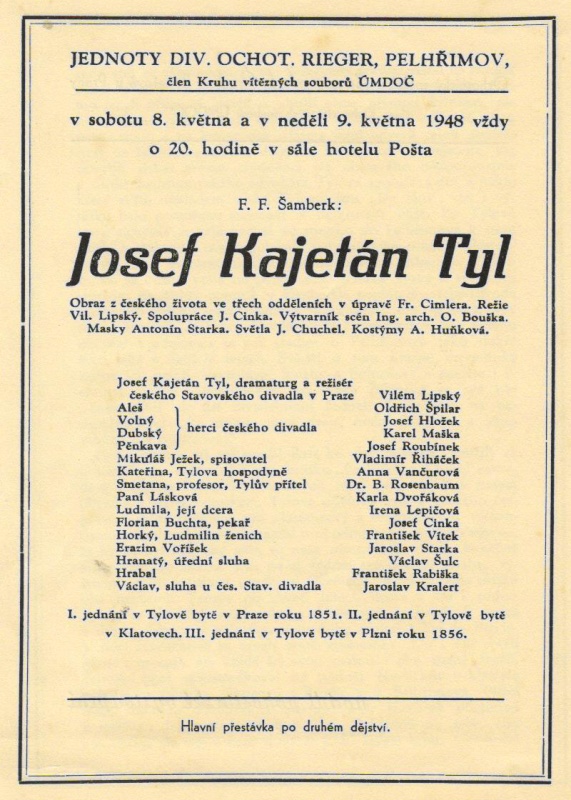 JEDNOTY DIV. OCHOT. RIEGER, PELHŘIMOV,
člen Kruhu vítězných souborů ÚMDOČ
v sobotu 8. května a v neděli 9. května 1948 vždy
o 20. hodině v sále hotelu Pošta
F. F. Šamberk:
Josef Kajetán Tyl
Obraz z českého života ve třech odděleních v úpravě Fr. Cimlera. Režie
Vil. Lipský. Spolupráce J. Cinka. Výtvarník scén Ing. arch. O. Bouška.
Masky Antonín Starka. Světla J. Chuchel. Kostýmy A. Huňková.
Josef Kajetán Tyl, dramaturg a režisér
českého Stavovského divadla v Praze Vilém Lipský
Aleš Oldřich Špilar
Volný Josef Hložek
herci českého divadla
Dubský Karel Maška
Pěnkava Josef Roubínek
Mikuláš Ježek, spisovatel Vladimír Řiháček
Kateřina, Tylova hospodyně Anna Vančurová
Smetana, profesor, Tylův přítel Dr. B. Rosenbaum
Paní Lásková Karla Dvořáková
Ludmila, její dcera Irena Lepičová
Florian Buchta, pekař Josef Cinka
Horký, Ludmilin ženich František Vítek
Erazim Voříšek Jaroslav Starka
Hranatý, úřední sluha Václav Šulc
Hrabal František Rabiška
Václav, sluha u čes. Stav. divadla Jaroslav Kralert
I. jednání v Tylově bytě v Praze roku 1851. II. jednání v Tylově bytě
v Klatovech. III. jednání v Tylově bytě v Plzni roku 1856.
Hlavní přestávka po druhém dějství.